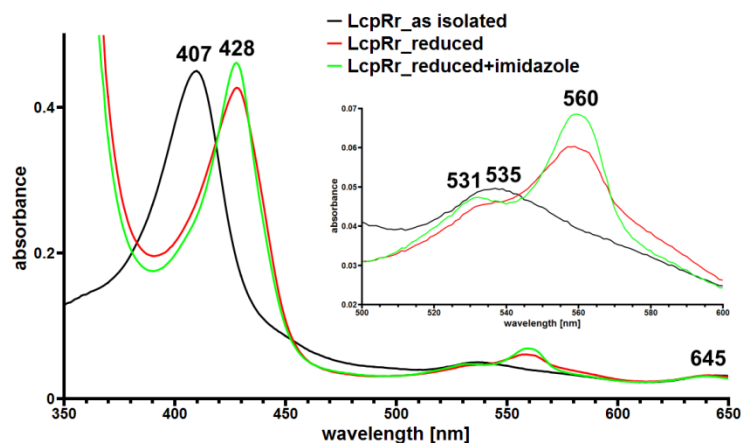 LcpRr_as isolated
LcpRr_reduced
LcpRr_reduced+imidazole
407 428
0.4
0.2
0
absorbance
350 400 450 500 550 600 650
wavelength [nm]
645
560
531 535
0.07
0.06
0.05
0.04
0.03
0.02
absorbance
500 520 540 560 580 600
wavelength [nm]